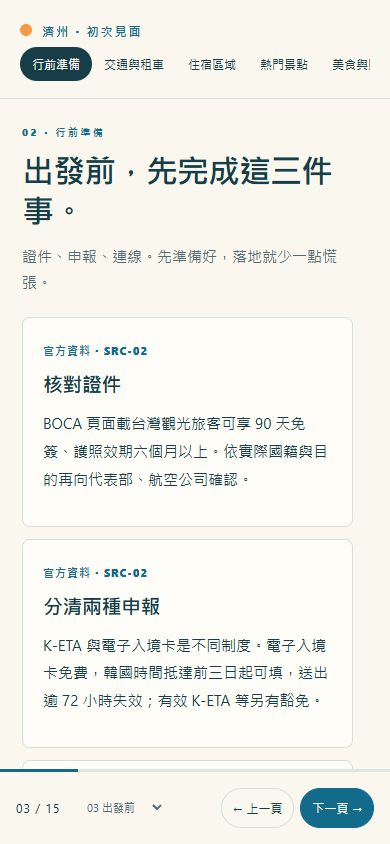 濟州・初次見面
行前準備 交通與租車 住宿區域 熱門景點 美食與
02・行前準備
出發前，先完成這三件
事。
證件、申報、連線。先準備好，落地就少一點慌
張。
官方資料・SRC-02
核對證件
BOCA 頁面載台灣觀光旅客可享 90 天免
簽、護照效期六個月以上。依實際國籍與目
的再向代表部、航空公司確認。
官方資料・SRC-02
分清兩種申報
K-ETA 與電子入境卡是不同制度。電子入境
卡免費，韓國時間抵達前三日起可填，送出
逾 72 小時失效；有效 K-ETA 等另有豁免。
03 / 15 03 出發前 ← 上一頁 下一頁 →